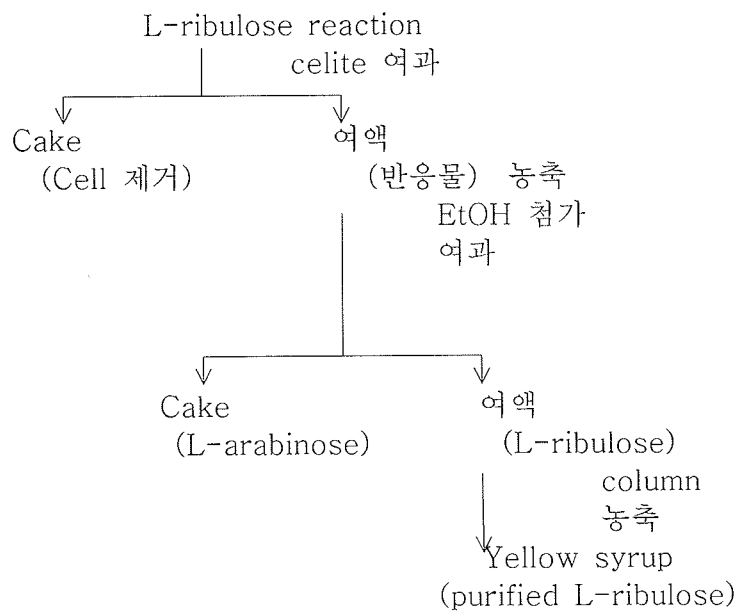 L-ribulose reaction
celite 여과
Cake
(Cell 제거)
여액
(반응물) 농축
EtOH 첨가
여과
Cake
(L-arabinose)
여액
(L-ribulose)
column
농축
Yellow syrup
(purified L-ribulose)